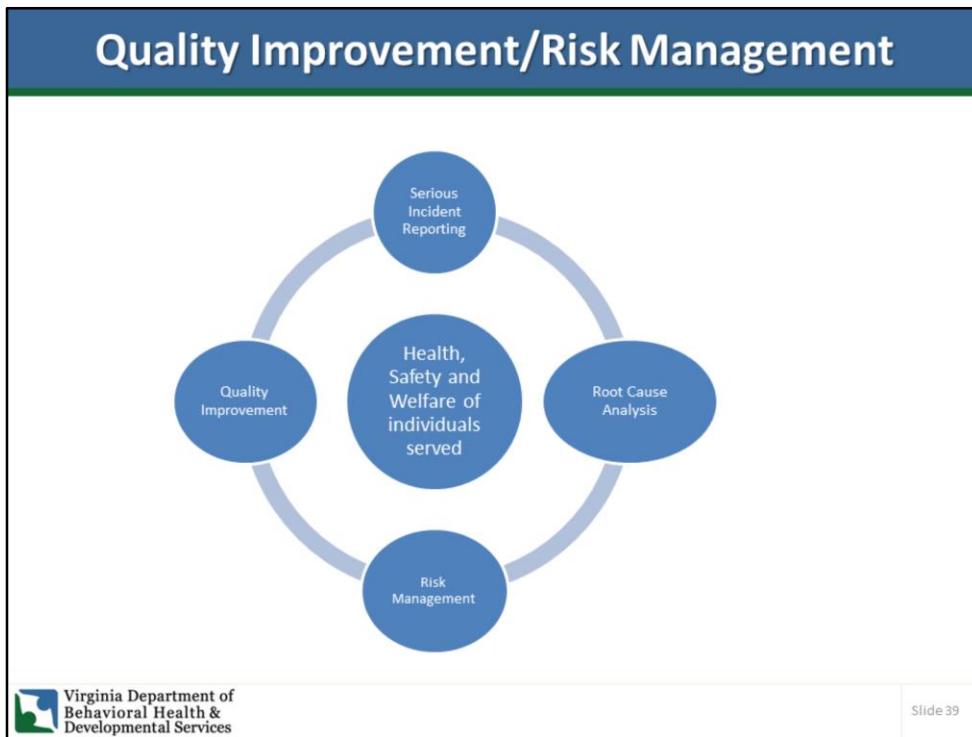 Quality Improvement/Risk Management
Serious
Incident
Reporting
Health,
Safety and
Welfare of
individuals
served
Quality
Improvement
Root Cause
Analysis
Risk
Management
Virginia Department of
Behavioral Health &
Developmental Services
Slide 39